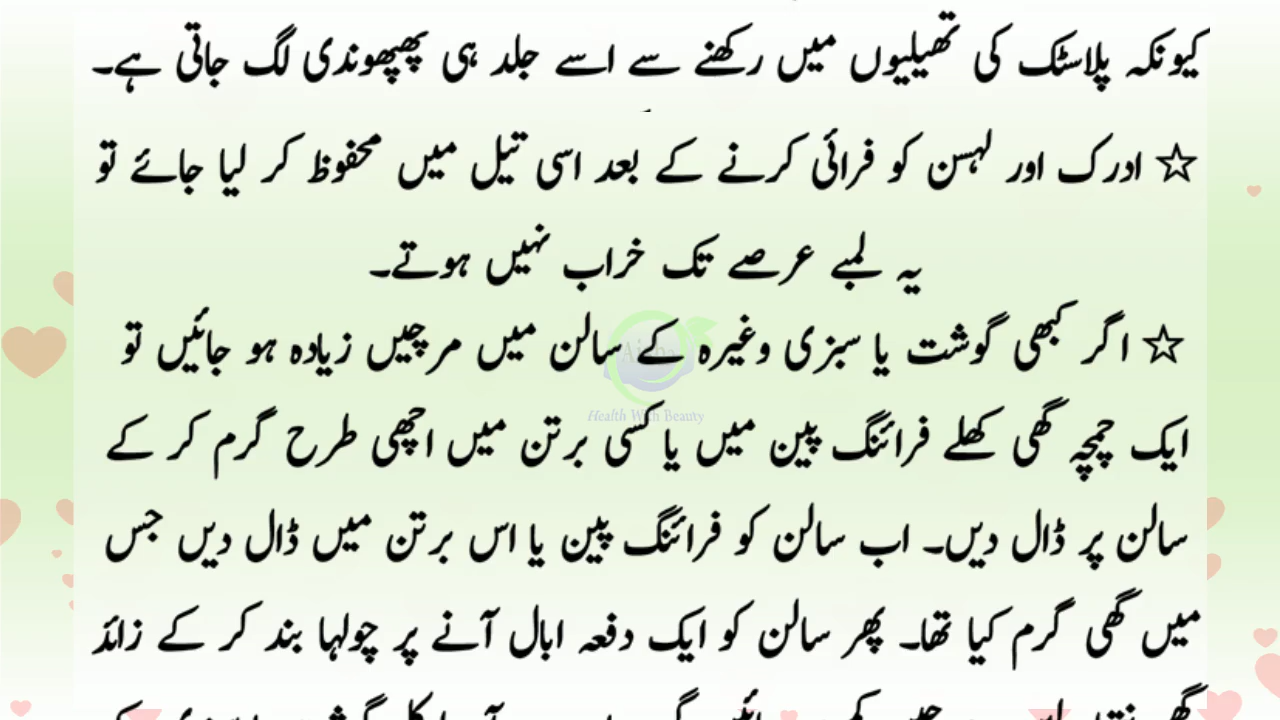 کیونکہ پلاسٹک کی تھیلیوں میں رکھنے سے اسے جلد ہی پھپھوندی لگ جاتی ہے۔
☆ ادرک اور لہسن کو فرائی کرنے کے بعد اسی تیل میں محفوظ کر لیا جائے تو
یہ لمبے عرصے تک خراب نہیں ہوتے۔
☆ اگر کبھی گوشت یا سبزی وغیرہ کے سالن میں مرچیں زیادہ ہو جائیں تو
ایک چمچہ گھی کھلے فرائنگ پین میں یا کسی برتن میں اچھی طرح گرم کر کے
Health With Beauty
سالن پر ڈال دیں۔ اب سالن کو فرائنگ پین یا اس برتن میں ڈال دیں جس
میں گھی گرم کیا تھا۔ پھر سالن کو ایک دفعہ ابال آنے پر چولہا بند کر کے زائد